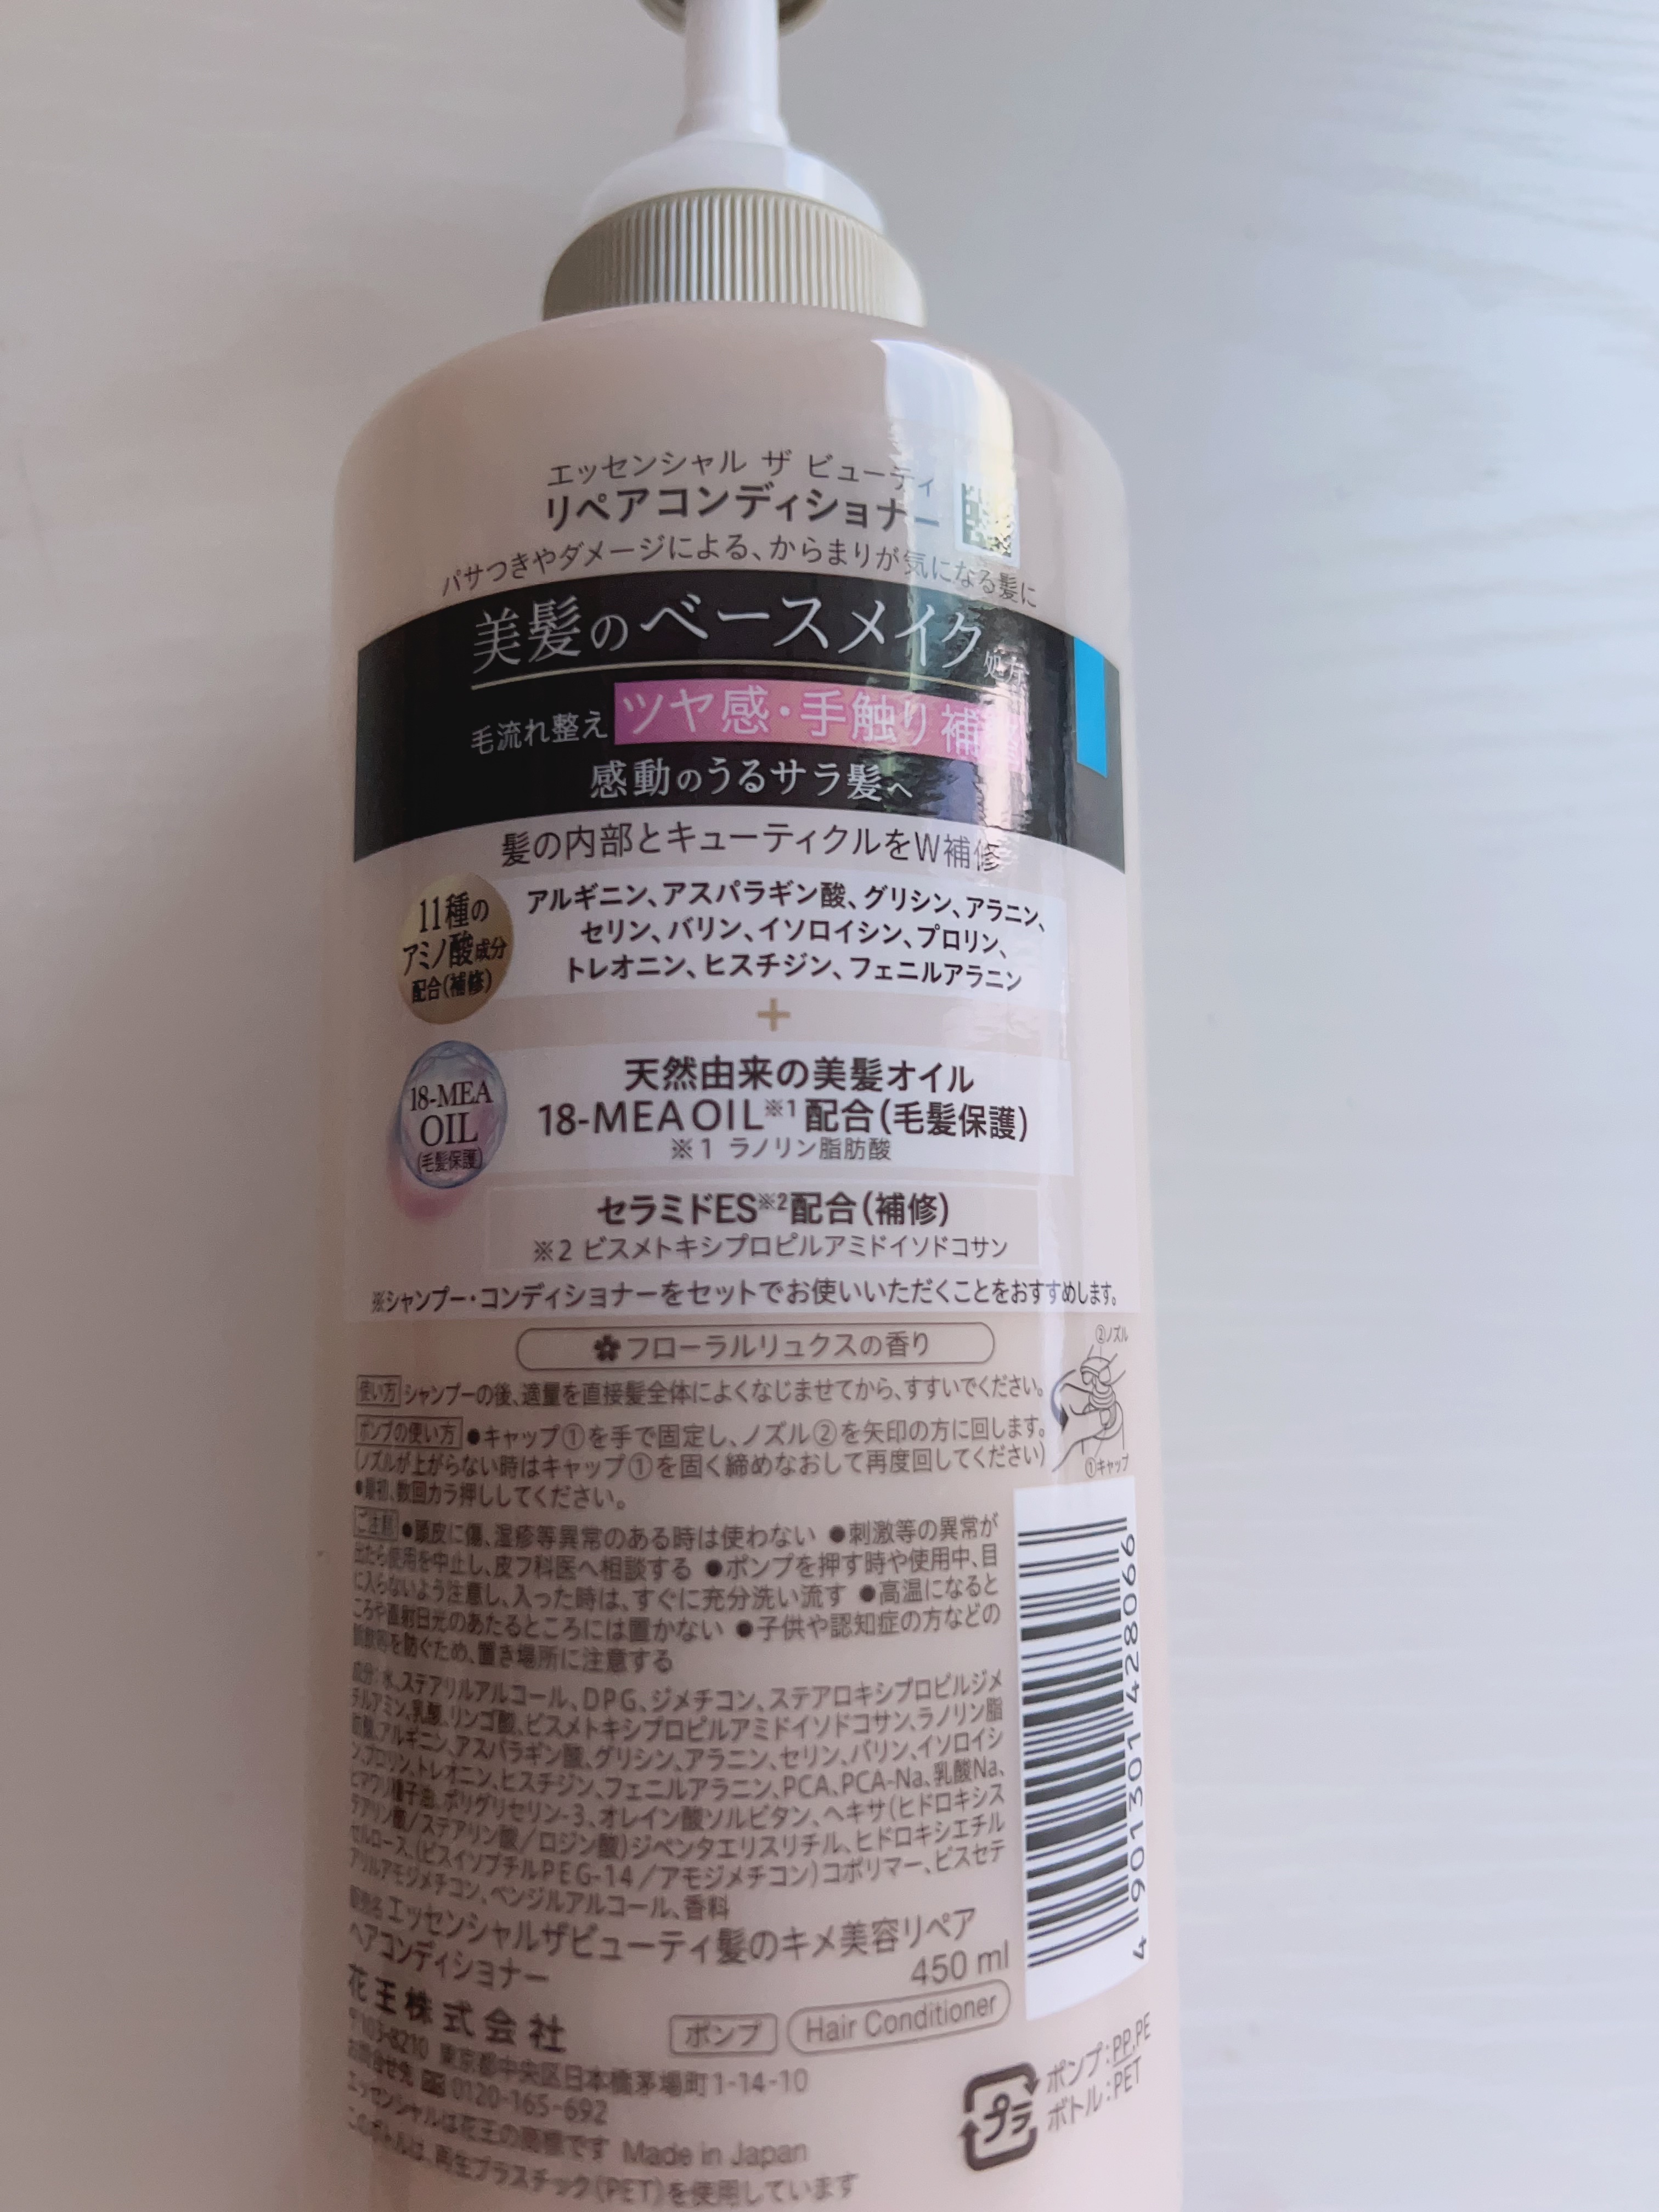 エッセンシャル ザ ビューティ
リペアコンディショナー
パサつきやダメージによる、からまりが気になる髪に
美髪のベースメイク処方
毛流れ整え ツヤ感・手触り補
感動のうるサラ髪へ
髪の内部とキューティクルをW補修
11種の
アミノ酸成分
配合(補修)
アルギニン、アスパラギン酸、グリシン、アラニン、
セリン、バリン、イソロイシン、プロリン、
トレオニン、ヒスチジン、フェニルアラニン
+
18-MEA
OIL
(毛髪保護)
天然由来の美髪オイル
18-MEA OIL※1配合(毛髪保護)
※1 ラノリン脂肪酸
セラミドES※2配合(補修)
※2 ビスメトキシプロピルアミドイソドコサン
※シャンプー・コンディショナーをセットでお使いいただくことをおすすめします。
フローラルリュクスの香り
使い方 シャンプーの後、適量を直接髪全体によくなじませてから、すすいでください。
ポンプの使い方 ●キャップ①を手で固定し、ノズル②を矢印の方に回します。
(ノズルが上がらない時はキャップ①を固く締めなおして再度回してください)
●最初、数回カラ押ししてください。
②ノズル
①キャップ
ご注意 ●頭皮に傷、湿疹等異常のある時は使わない ●刺激等の異常が
出たら使用を中止し、皮フ科医へ相談する ●ポンプを押す時や使用中、目
に入らないよう注意し、入った時は、すぐに充分洗い流す ●高温になると
ころや直射日光のあたるところには置かない ●子供や認知症の方などの
誤飲等を防ぐため、置き場所に注意する
成分:水、ステアリルアルコール、DPG、ジメチコン、ステアロキシプロピルジメ
チルアミン、乳酸、リンゴ酸、ビスメトキシプロピルアミドイソドコサン、ラノリン脂
肪酸、アルギニン、アスパラギン酸、グリシン、アラニン、セリン、バリン、イソロイシ
ン、プロリン、トレオニン、ヒスチジン、フェニルアラニン、PCA、PCA-Na、乳酸Na、
ヒマワリ種子油、ポリグリセリン-3、オレイン酸ソルビタン、ヘキサ(ヒドロキシス
テアリン酸/ステアリン酸/ロジン酸)ジペンタエリスリチル、ヒドロキシエチル
セルロース、(ビスイソブチルPEG-14/アモジメチコン)コポリマー、ビスセテ
アリルアモジメチコン、ベンジルアルコール、香料
販売名 エッセンシャルザビューティ髪のキメ美容リペア
ヘアコンディショナー
450 ml
花王株式会社
ポンプ
Hair Conditioner
〒103-8210 東京都中央区日本橋茅場町1-14-10
お問合せ先 0120-165-692
エッセンシャルは花王の商標です Made in Japan
このボトルは、再生プラスチック(PET)を使用しています
4 901301 428066
プラ
ポンプ:PP,PE
ボトル:PET